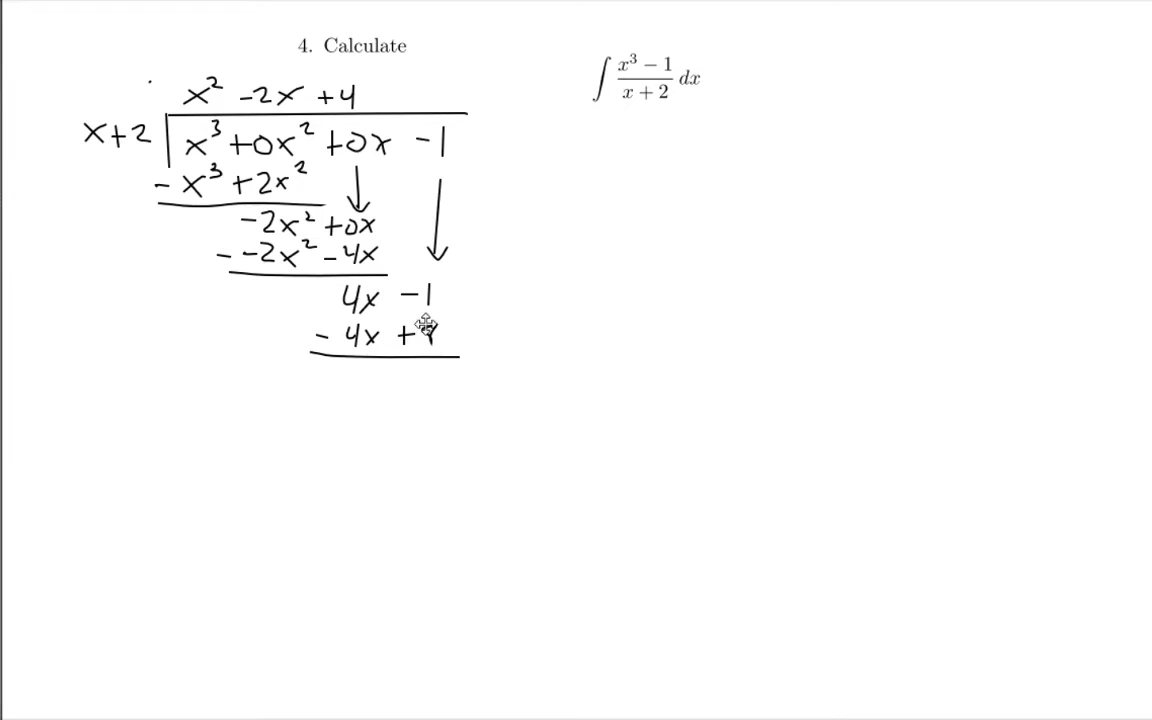 4. Calculate
∫ x³ − 1 / x + 2 dx
x² -2x +4
x+2 x³ +0x² +0x -1
- x³ +2x²
-2x² +0x
- -2x² -4x
4x -1
- 4x +